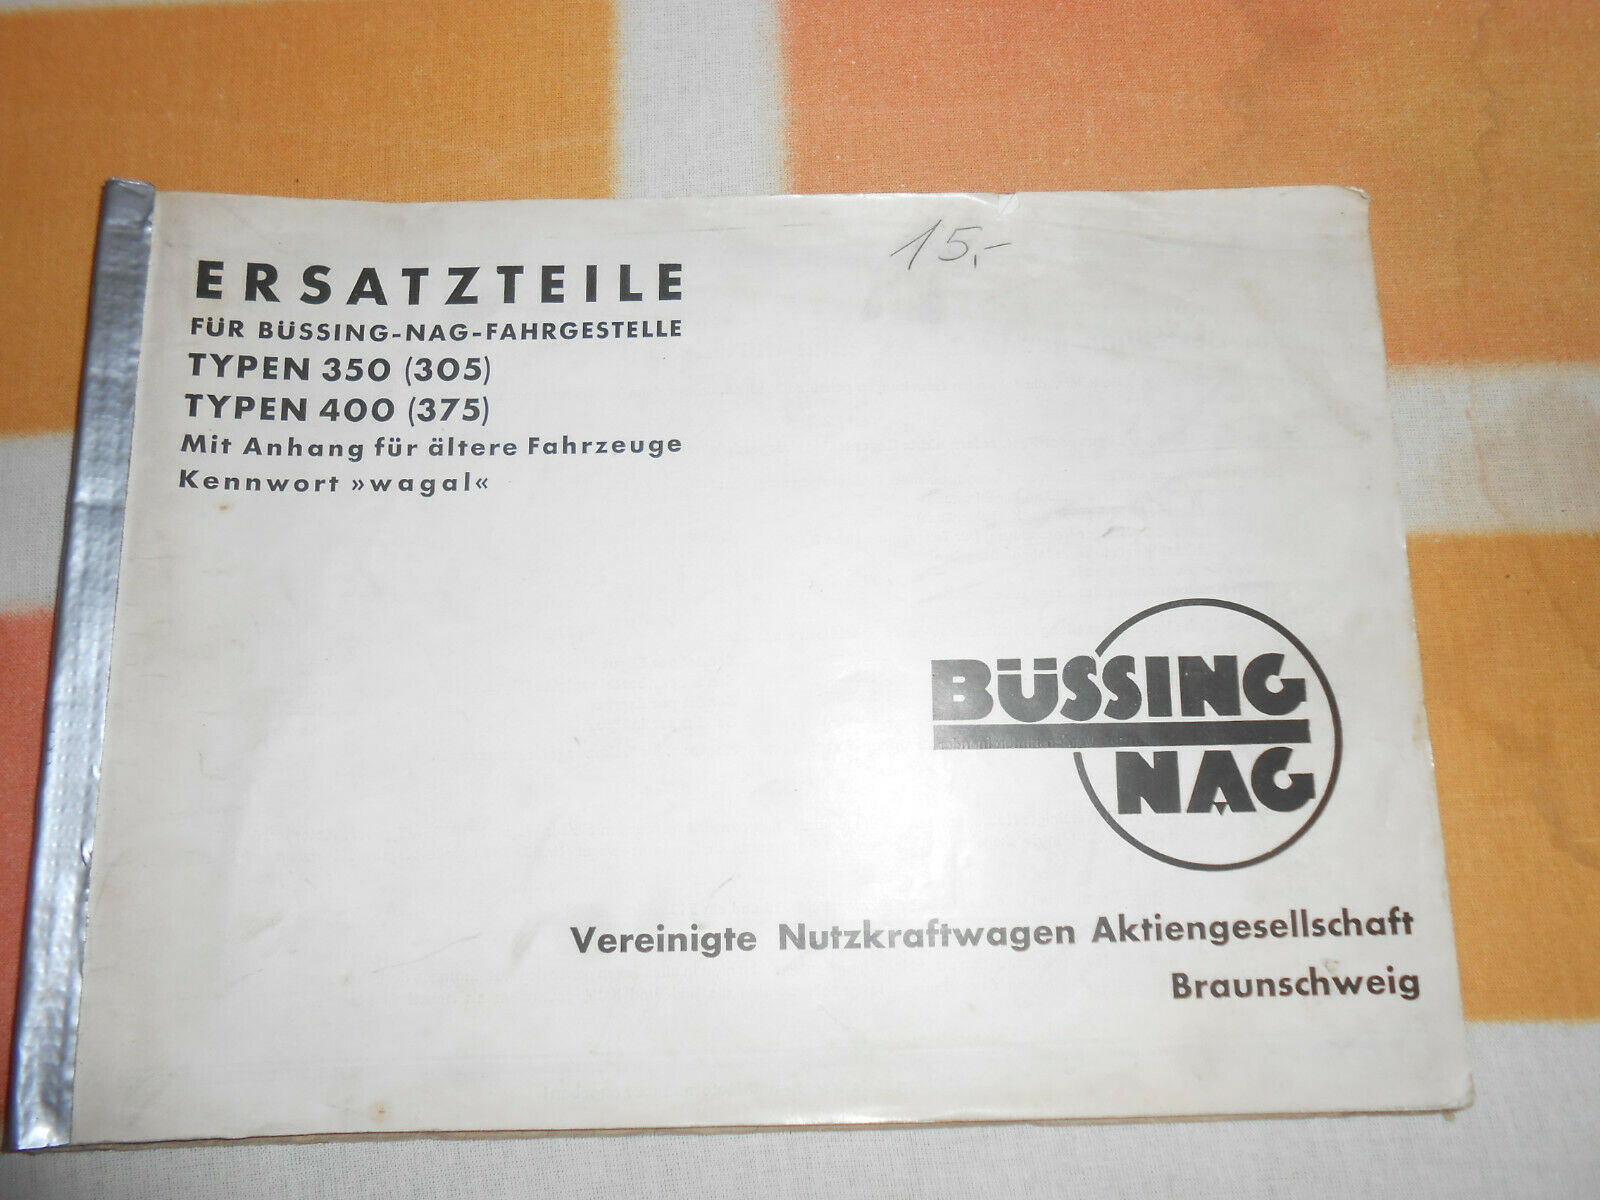 15,-
ERSATZTEILE
FÜR BÜSSING-NAG-FAHRGESTELLE
TYPEN 350 (305)
TYPEN 400 (375)
Mit Anhang für ältere Fahrzeuge
Kennwort »wagal«
BÜSSING
NAG
Vereinigte Nutzkraftwagen Aktiengesellschaft
Braunschweig